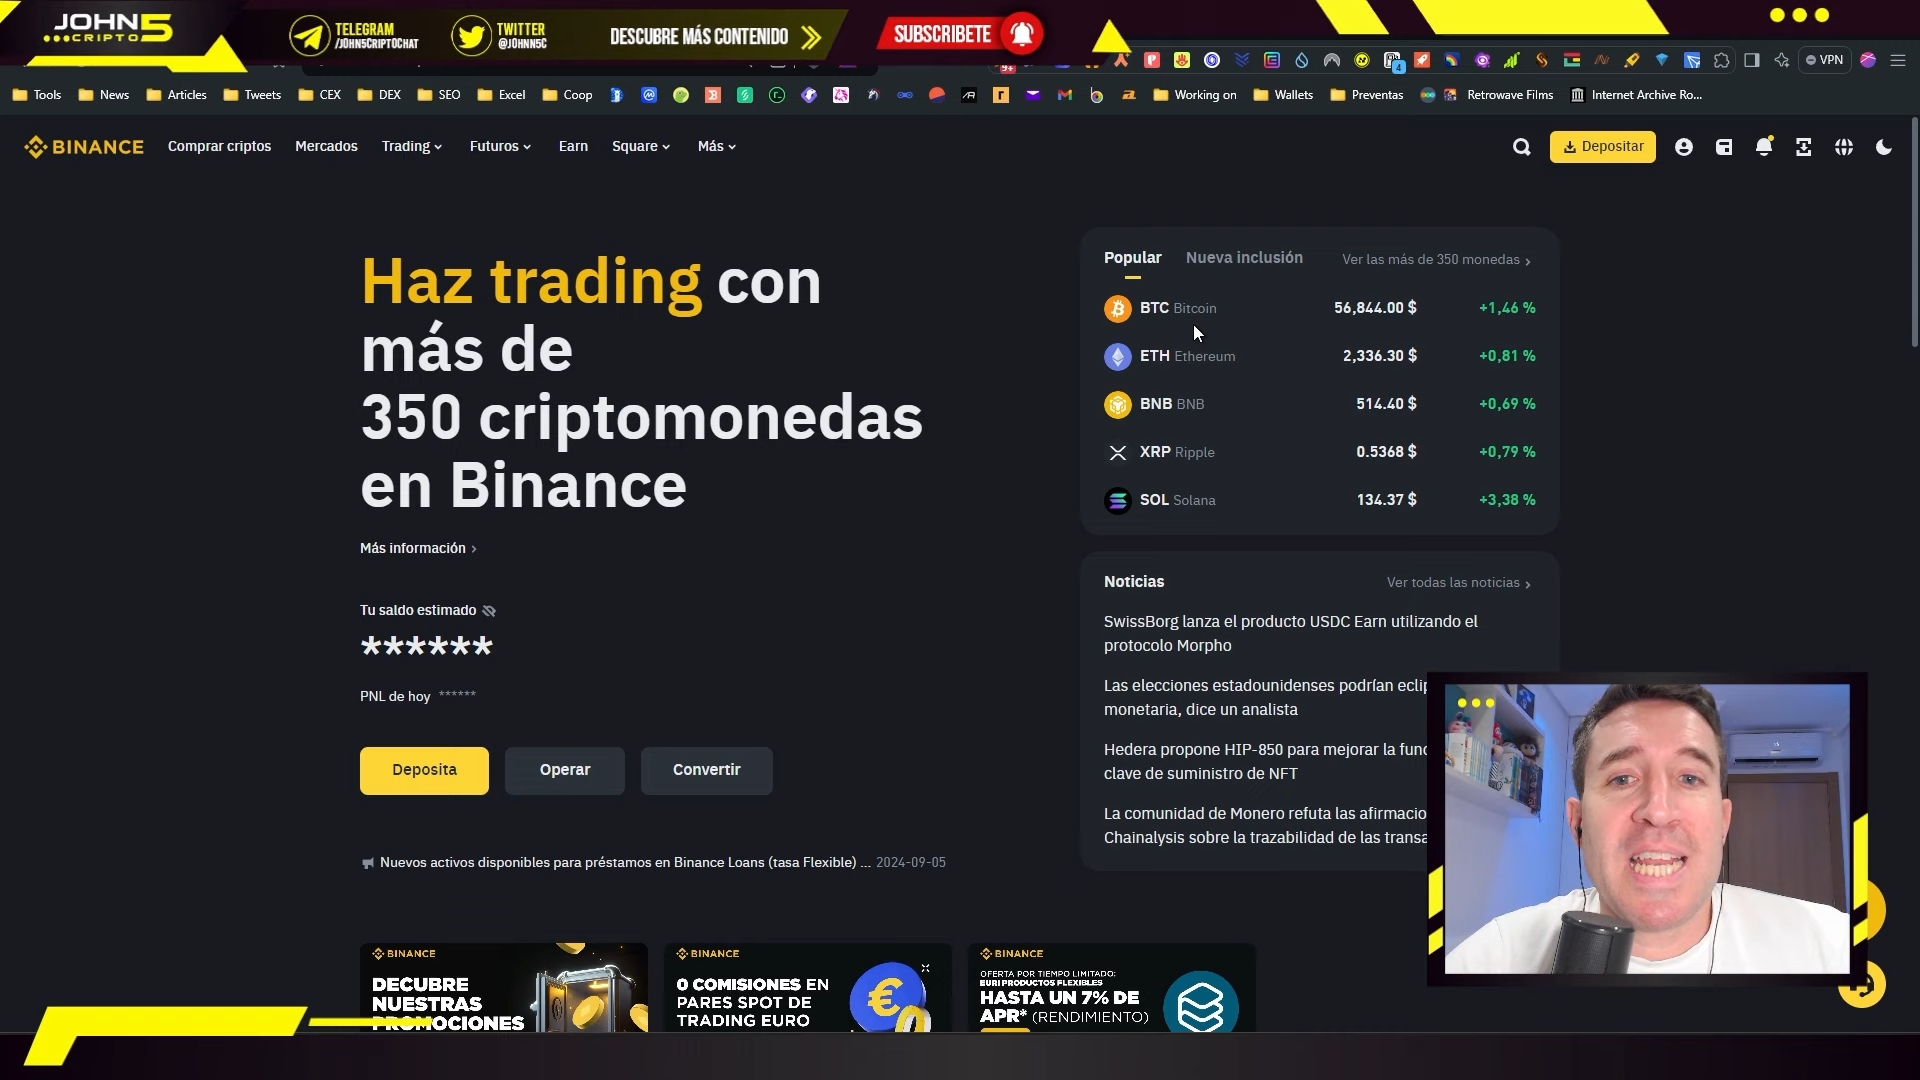 JOHN 5
CRIPTO
TELEGRAM
/JOHN5CRIPTOCHAT
TWITTER
@JOHNN5C
DESCUBRE MÁS CONTENIDO
SUBSCRIBETE
9+
4
VPN
Tools
News
Articles
Tweets
CEX
DEX
SEO
Excel
Coop
Working on
Wallets
Preventas
Retrowave Films
Internet Archive Ro...
BINANCE
Comprar criptos
Mercados
Trading
Futuros
Earn
Square
Más
Depositar
Haz trading con
más de
350 criptomonedas
en Binance
Más información
Tu saldo estimado
******
PNL de hoy ******
Deposita
Operar
Convertir
Nuevos activos disponibles para préstamos en Binance Loans (tasa Flexible) ... 2024-09-05
Popular
Nueva inclusión
Ver las más de 350 monedas
BTC Bitcoin 56,844.00 $ +1,46 %
ETH Ethereum 2,336.30 $ +0,81 %
BNB BNB 514.40 $ +0,69 %
XRP Ripple 0.5368 $ +0,79 %
SOL Solana 134.37 $ +3,38 %
Noticias
Ver todas las noticias
SwissBorg lanza el producto USDC Earn utilizando el
protocolo Morpho
Las elecciones estadounidenses podrían
monetaria, dice un analista
Hedera propone HIP-850 para mejorar la
clave de suministro de NFT
La comunidad de Monero refuta las
Chainalysis sobre la trazabilidad de las
BINANCE
DECUBRE
NUESTRAS
PROMOCIONES
BINANCE
0 COMISIONES EN
PARES SPOT DE
TRADING EURO
BINANCE
OFERTA POR TIEMPO LIMITADO:
EURI PRODUCTOS FLEXIBLES
HASTA UN 7% DE
APR* (RENDIMIENTO)